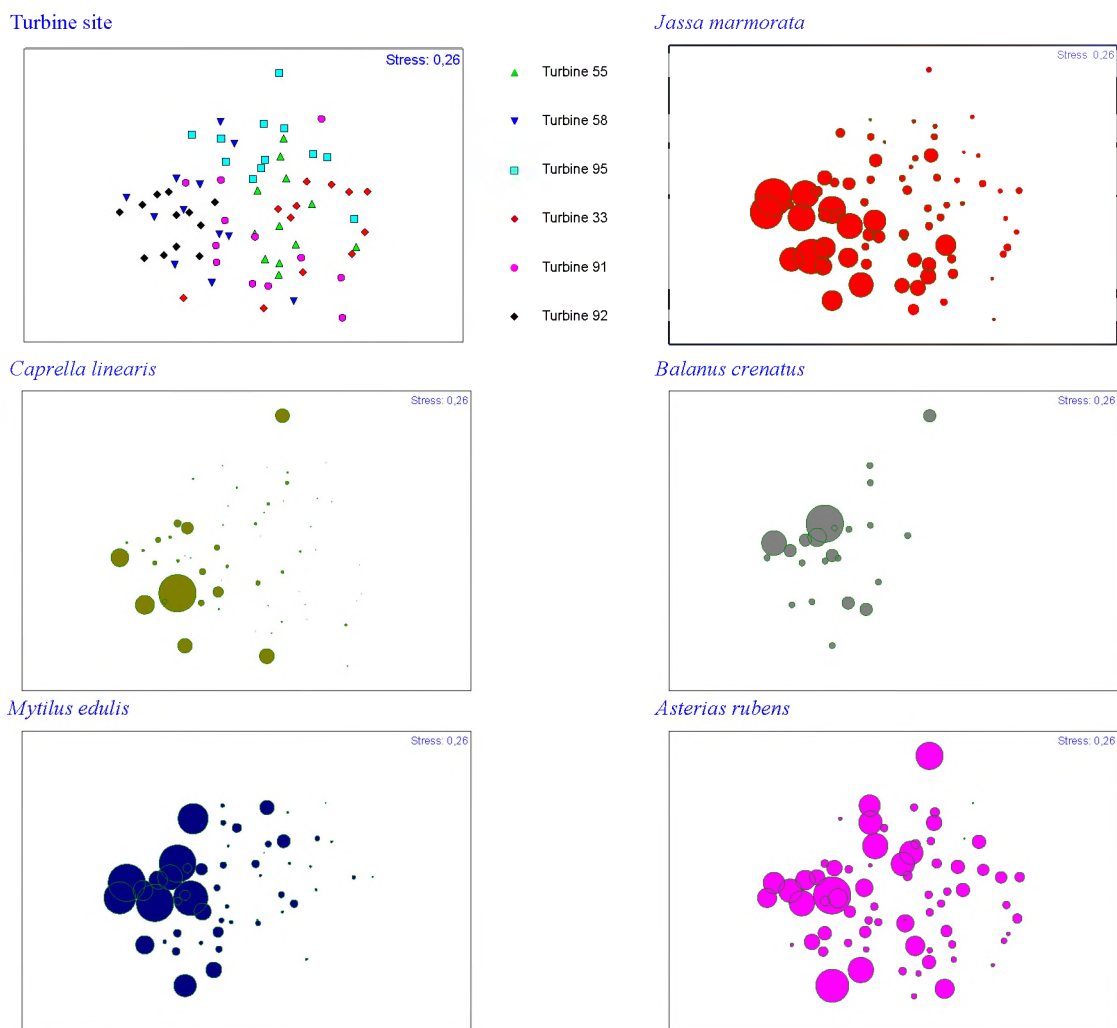 Turbine site
Stress: 0,26
Turbine 55
Turbine 58
Turbine 95
Turbine 33
Turbine 91
Turbine 92
Jassa marmorata
Stress 0,26
Caprella linearis
Stress: 0,26
Balanus crenatus
Stress: 0,26
Mytilus edulis
Stress: 0,26
Asterias rubens
Stress: 0,26